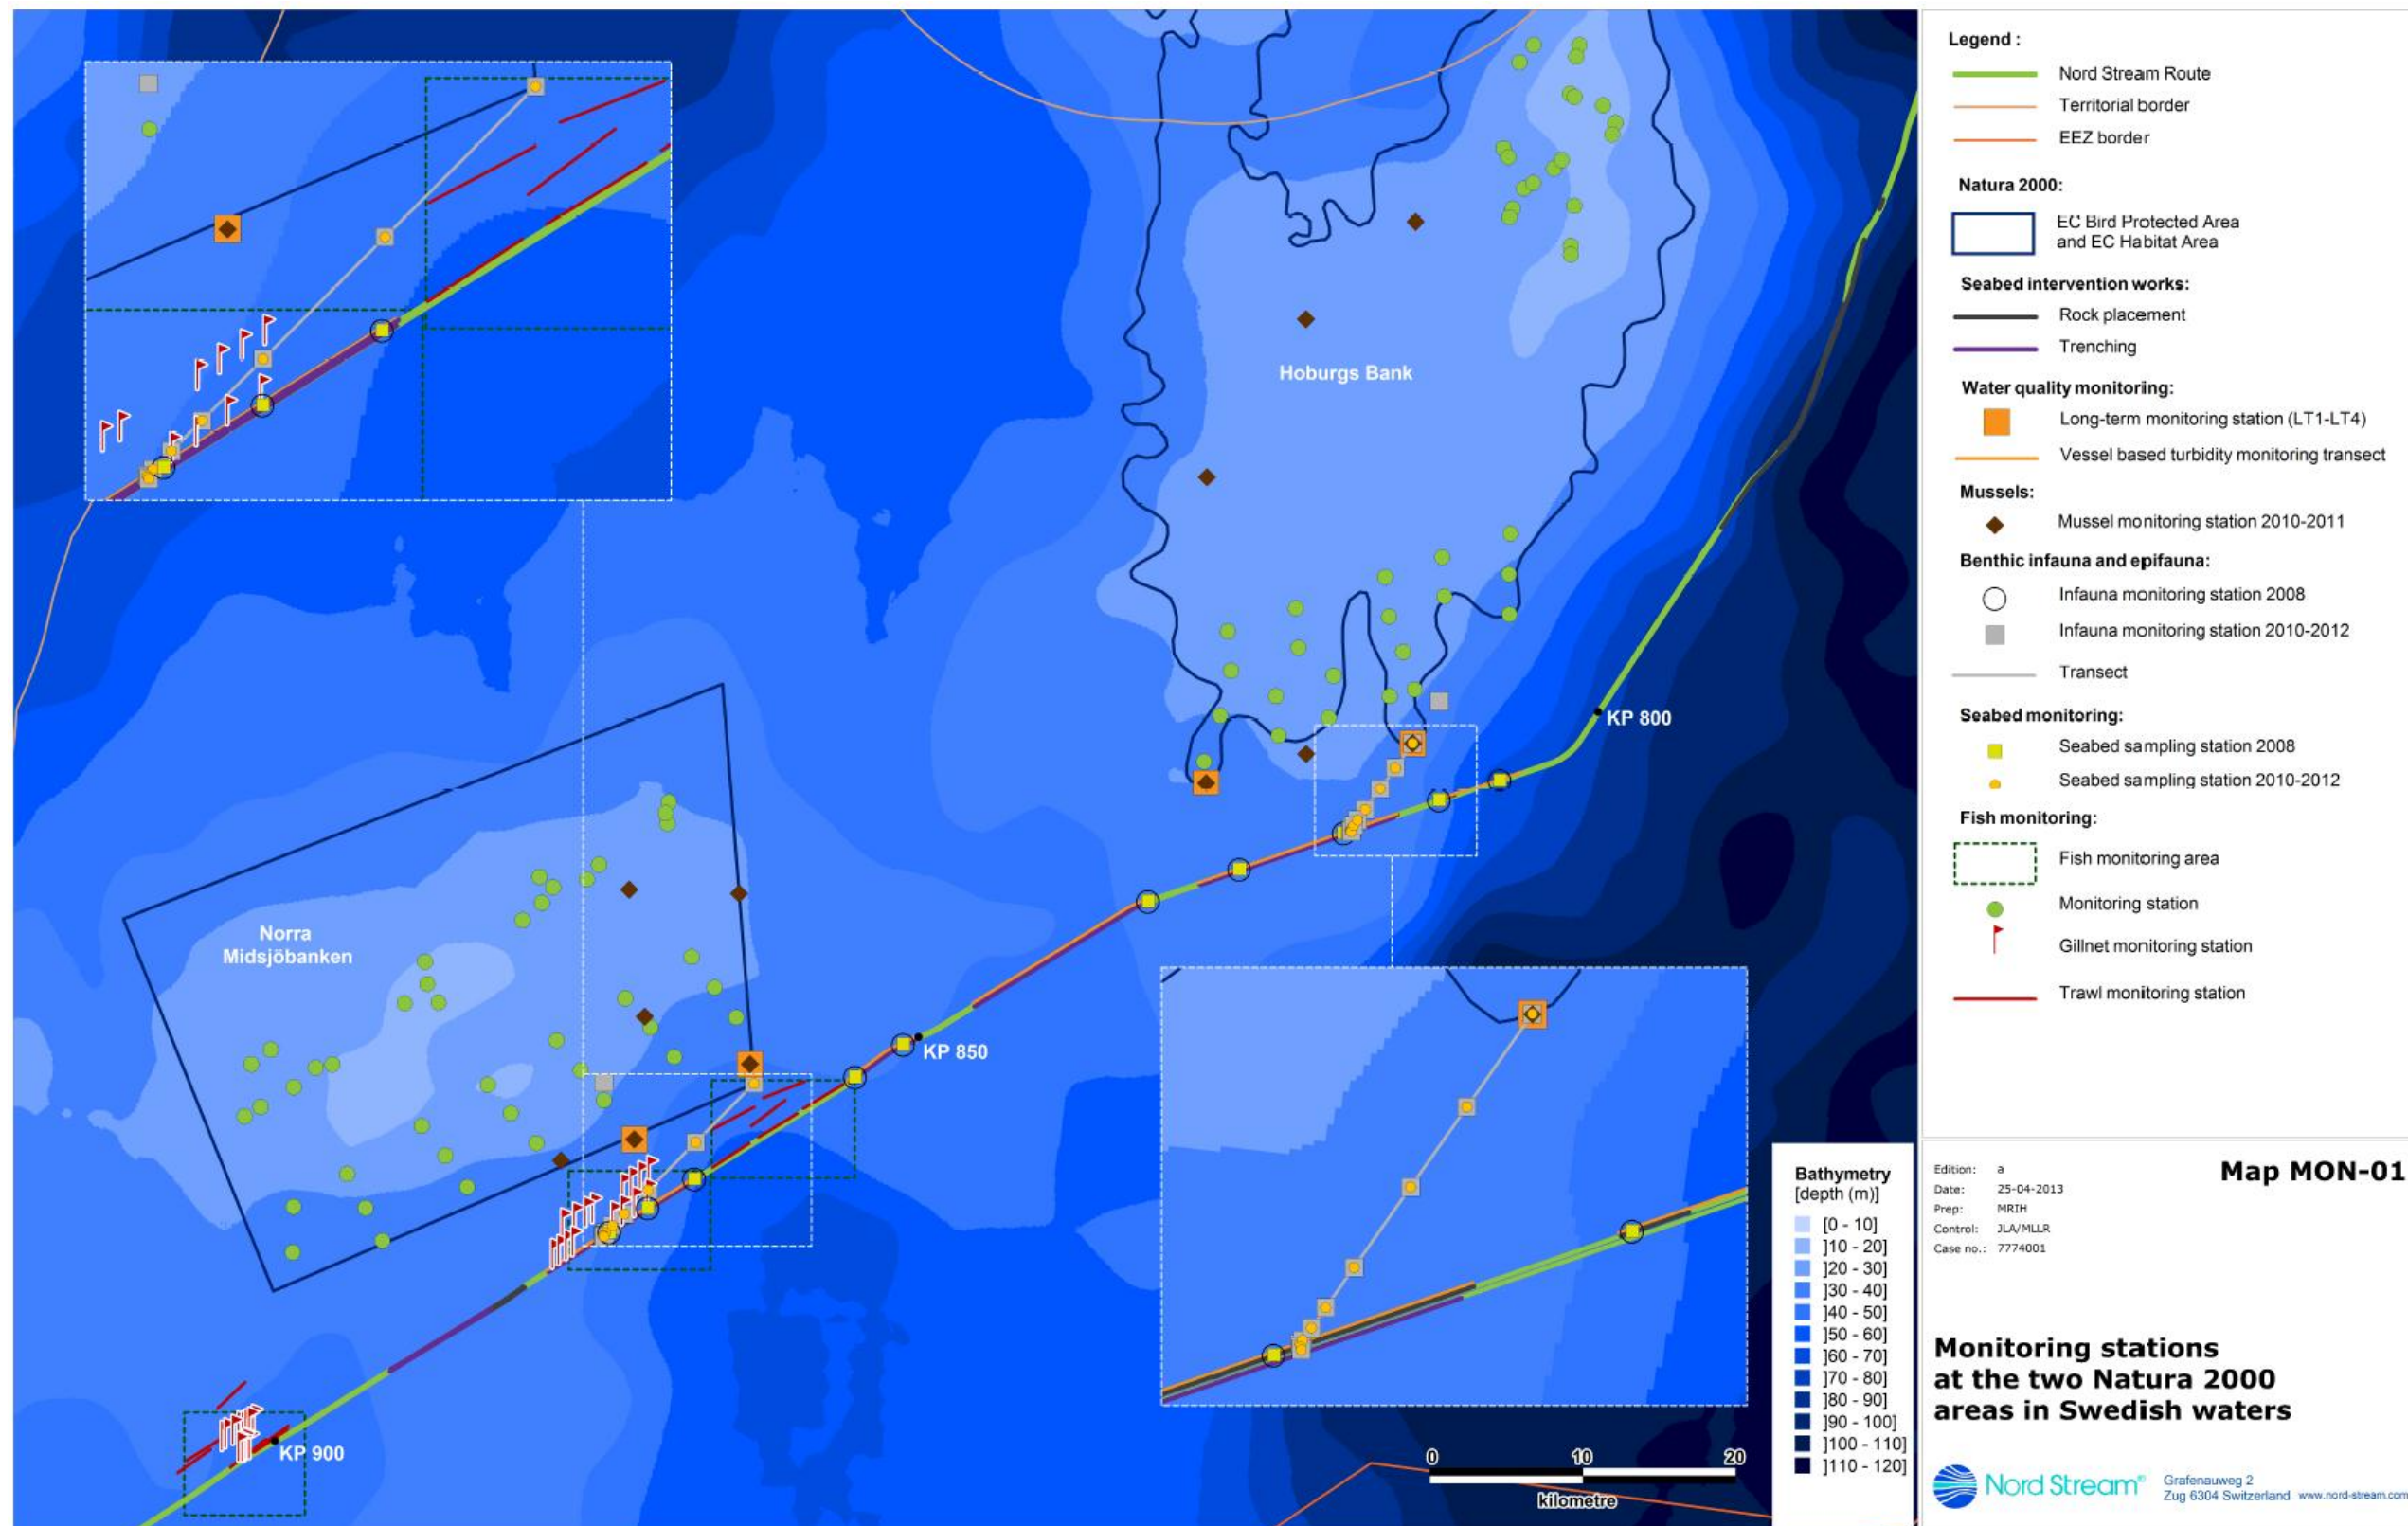 Hoburgs Bank
KP 800
Norra
Midsjöbanken
KP 850
KP 900
Bathymetry
[depth (m)]
[0 - 10]
]10 - 20]
]20 - 30]
]30 - 40]
]40 - 50]
]50 - 60]
]60 - 70]
]70 - 80]
]80 - 90]
]90 - 100]
]100 - 110]
]110 - 120]
0 10 20
kilometre
Legend :
Nord Stream Route
Territorial border
EEZ border
Natura 2000:
EC Bird Protected Area
and EC Habitat Area
Seabed intervention works:
Rock placement
Trenching
Water quality monitoring:
Long-term monitoring station (LT1-LT4)
Vessel based turbidity monitoring transect
Mussels:
Mussel monitoring station 2010-2011
Benthic infauna and epifauna:
Infauna monitoring station 2008
Infauna monitoring station 2010-2012
Transect
Seabed monitoring:
Seabed sampling station 2008
Seabed sampling station 2010-2012
Fish monitoring:
Fish monitoring area
Monitoring station
Gillnet monitoring station
Trawl monitoring station
Edition: a
Map MON-01
Date: 25-04-2013
Prep: MRIH
Control: JLA/MLLR
Case no.: 7774001
Monitoring stations
at the two Natura 2000
areas in Swedish waters
Nord Stream®
Grafenauweg 2
Zug 6304 Switzerland www.nord-stream.com